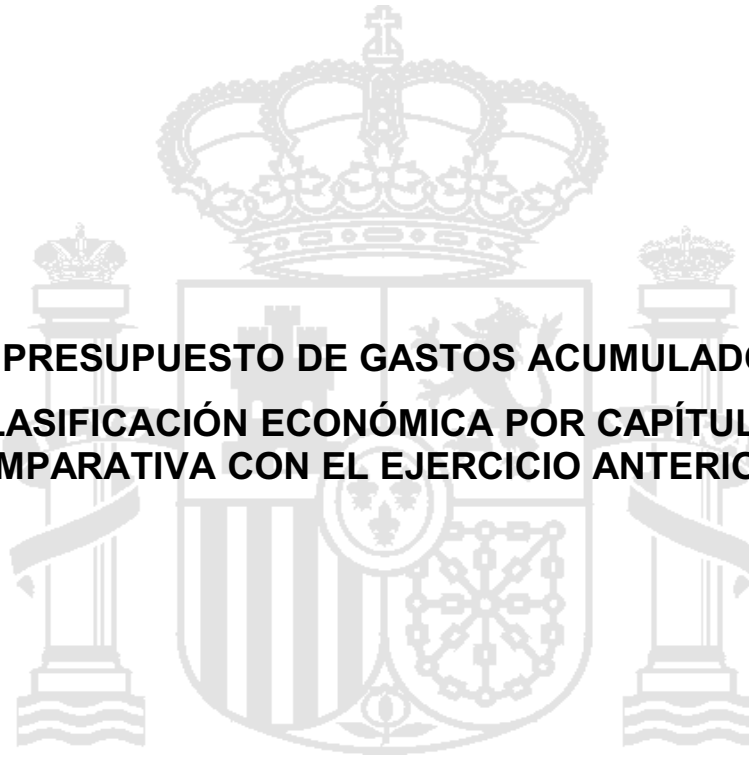 PRESUPUESTO DE GASTOS ACUMULADO
LASIFICACIÓN ECONÓMICA POR CAPÍTUL
MPARATIVA CON EL EJERCICIO ANTERIO